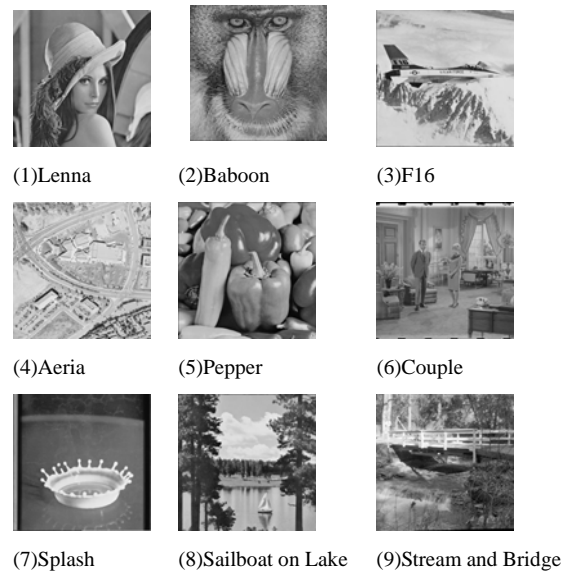 (1)Lenna
(2)Baboon
(3)F16
(4)Aeria
(5)Pepper
(6)Couple
(7)Splash
(8)Sailboat on Lake
(9)Stream and Bridge